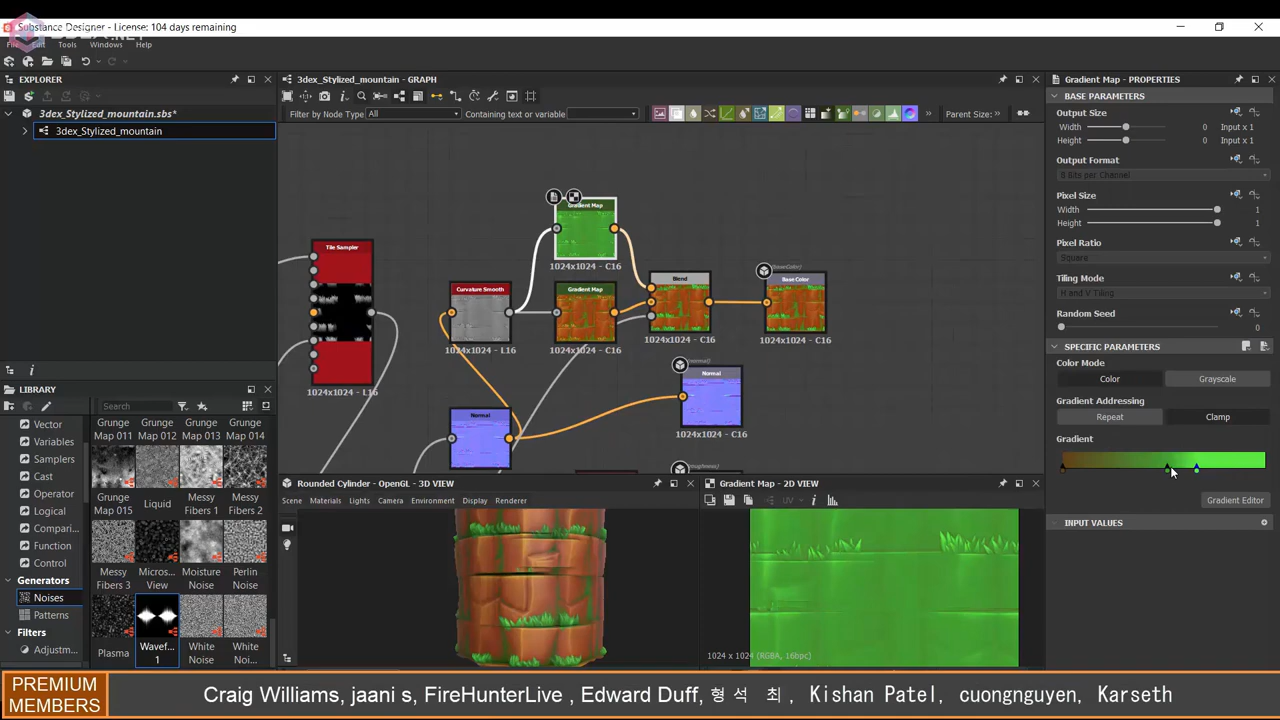 Substance Designer - License: 104 days remaining
Tools Windows Help
EXPLORER
3dex_Stylized_mountain.sbs*
3dex_Stylized_mountain
LIBRARY
Search
Vector
Variables
Samplers
Cast
Operator
Logical
Compari...
Function
Control
Generators
Noises
Patterns
Filters
Adjustm...
Grunge Map 011
Grunge Map 012
Grunge Map 013
Grunge Map 014
Grunge Map 015
Liquid
Messy Fibers 1
Messy Fibers 2
Messy Fibers 3
Micros... View
Moisture Noise
Perlin Noise
Plasma
Wavef... 1
White Noise
White Noi...
3dex_Stylized_mountain - GRAPH
Filter by Node Type All
Containing text or variable
Parent Size:
Gradient Map
1024x1024 - C16
Tile Sampler
1024x1024 - L16
Curvature Smooth
1024x1024 - L16
Gradient Map
1024x1024 - C16
Blend
1024x1024 - C16
Base Color
1024x1024 - C16
Normal
1024x1024 - C16
Normal
Rounded Cylinder - OpenGL - 3D VIEW
Scene Materials Lights Camera Environment Display Renderer
Gradient Map - 2D VIEW
UV
1024 x 1024 (RGBA, 16bpc)
Gradient Map - PROPERTIES
BASE PARAMETERS
Output Size
Width 0 Input x 1
Height 0 Input x 1
Output Format
8 Bits per Channel
Pixel Size
Width 1
Height 1
Pixel Ratio
Square
Tiling Mode
H and V Tiling
Random Seed
0
SPECIFIC PARAMETERS
Color Mode
Color Grayscale
Gradient Addressing
Repeat Clamp
Gradient
Gradient Editor
INPUT VALUES
PREMIUM
MEMBERS
Craig Williams, jaani s, FireHunterLive , Edward Duff, 형 석 최, Kishan Patel, cuongnguyen, Karseth